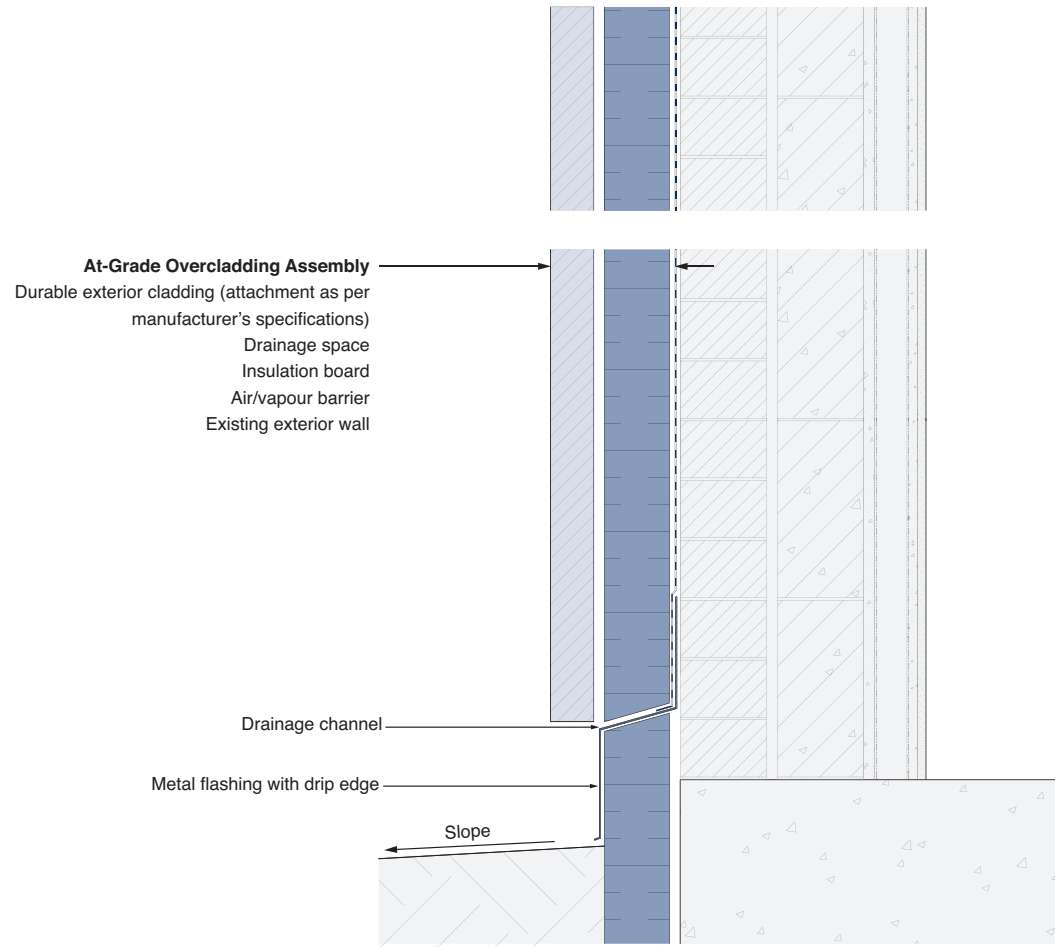 At-Grade Overcladding Assembly
Durable exterior cladding (attachment as per
manufacturer’s specifications)
Drainage space
Insulation board
Air/vapour barrier
Existing exterior wall
Drainage channel
Metal flashing with drip edge
Slope